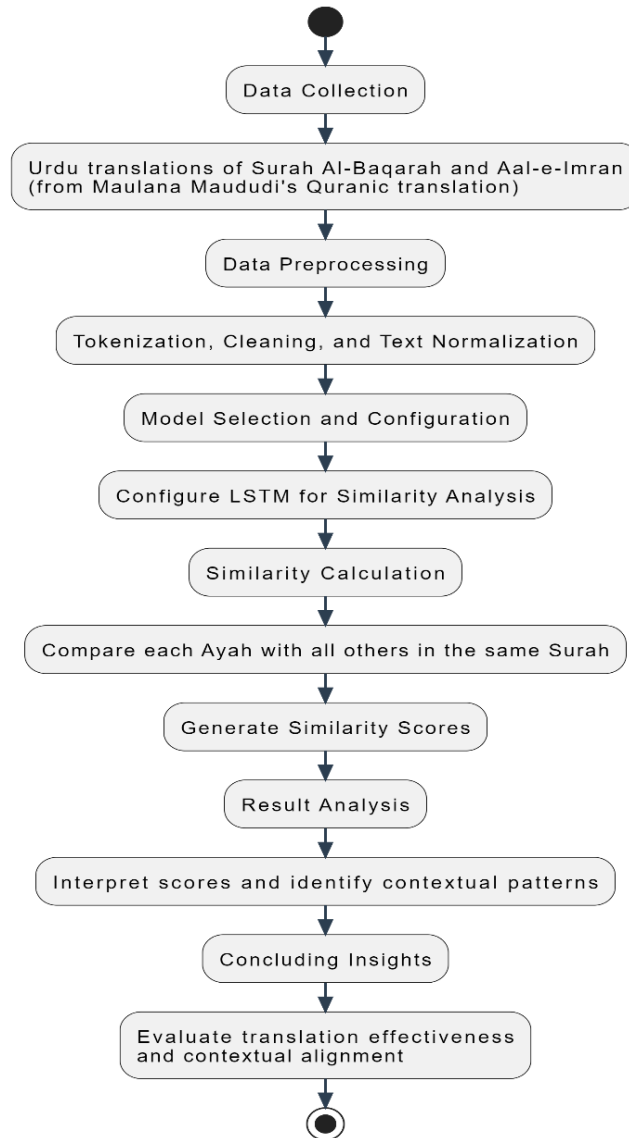 Data Collection
Urdu translations of Surah Al-Baqarah and Aal-e-Imran
(from Maulana Maududi's Quranic translation)
Data Preprocessing
Tokenization, Cleaning, and Text Normalization
Model Selection and Configuration
Configure LSTM for Similarity Analysis
Similarity Calculation
Compare each Ayah with all others in the same Surah
Generate Similarity Scores
Result Analysis
Interpret scores and identify contextual patterns
Concluding Insights
Evaluate translation effectiveness
and contextual alignment